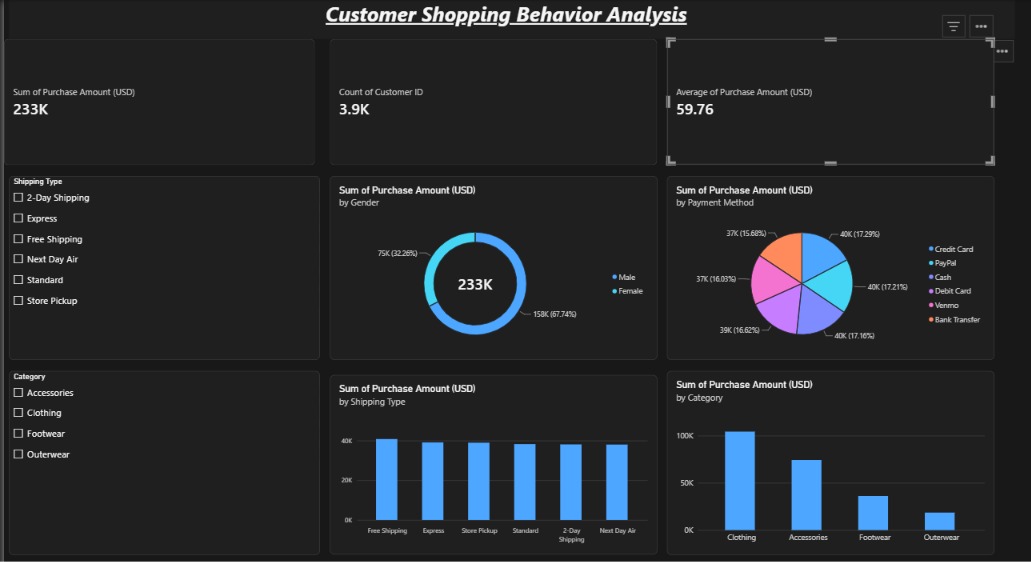 Customer Shopping Behavior Analysis
Sum of Purchase Amount (USD)
233K
Count of Customer ID
3.9K
Average of Purchase Amount (USD)
59.76
Shipping Type
2-Day Shipping
Express
Free Shipping
Next Day Air
Standard
Store Pickup
Sum of Purchase Amount (USD)
by Gender
75K (32.26%)
233K
158K (67.74%)
Male
Female
Sum of Purchase Amount (USD)
by Payment Method
37K (15.68%)
40K (17.29%)
37K (16.03%)
40K (17.21%)
39K (16.62%)
40K (17.16%)
Credit Card
PayPal
Cash
Debit Card
Venmo
Bank Transfer
Category
Accessories
Clothing
Footwear
Outerwear
Sum of Purchase Amount (USD)
by Shipping Type
40K
20K
0K
Free Shipping
Express
Store Pickup
Standard
2-Day
Shipping
Next Day Air
Sum of Purchase Amount (USD)
by Category
100K
50K
0K
Clothing
Accessories
Footwear
Outerwear